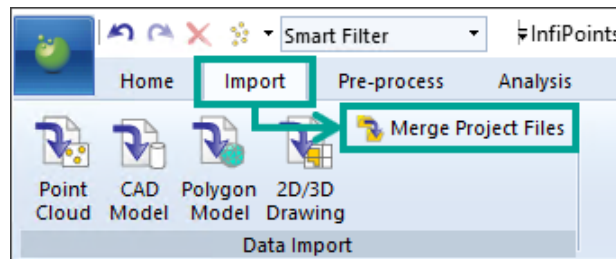 Smart Filter
InfiPoints
Home Import Pre-process Analysis
Merge Project Files
Point Cloud
CAD Model
Polygon Model
2D/3D Drawing
Data Import